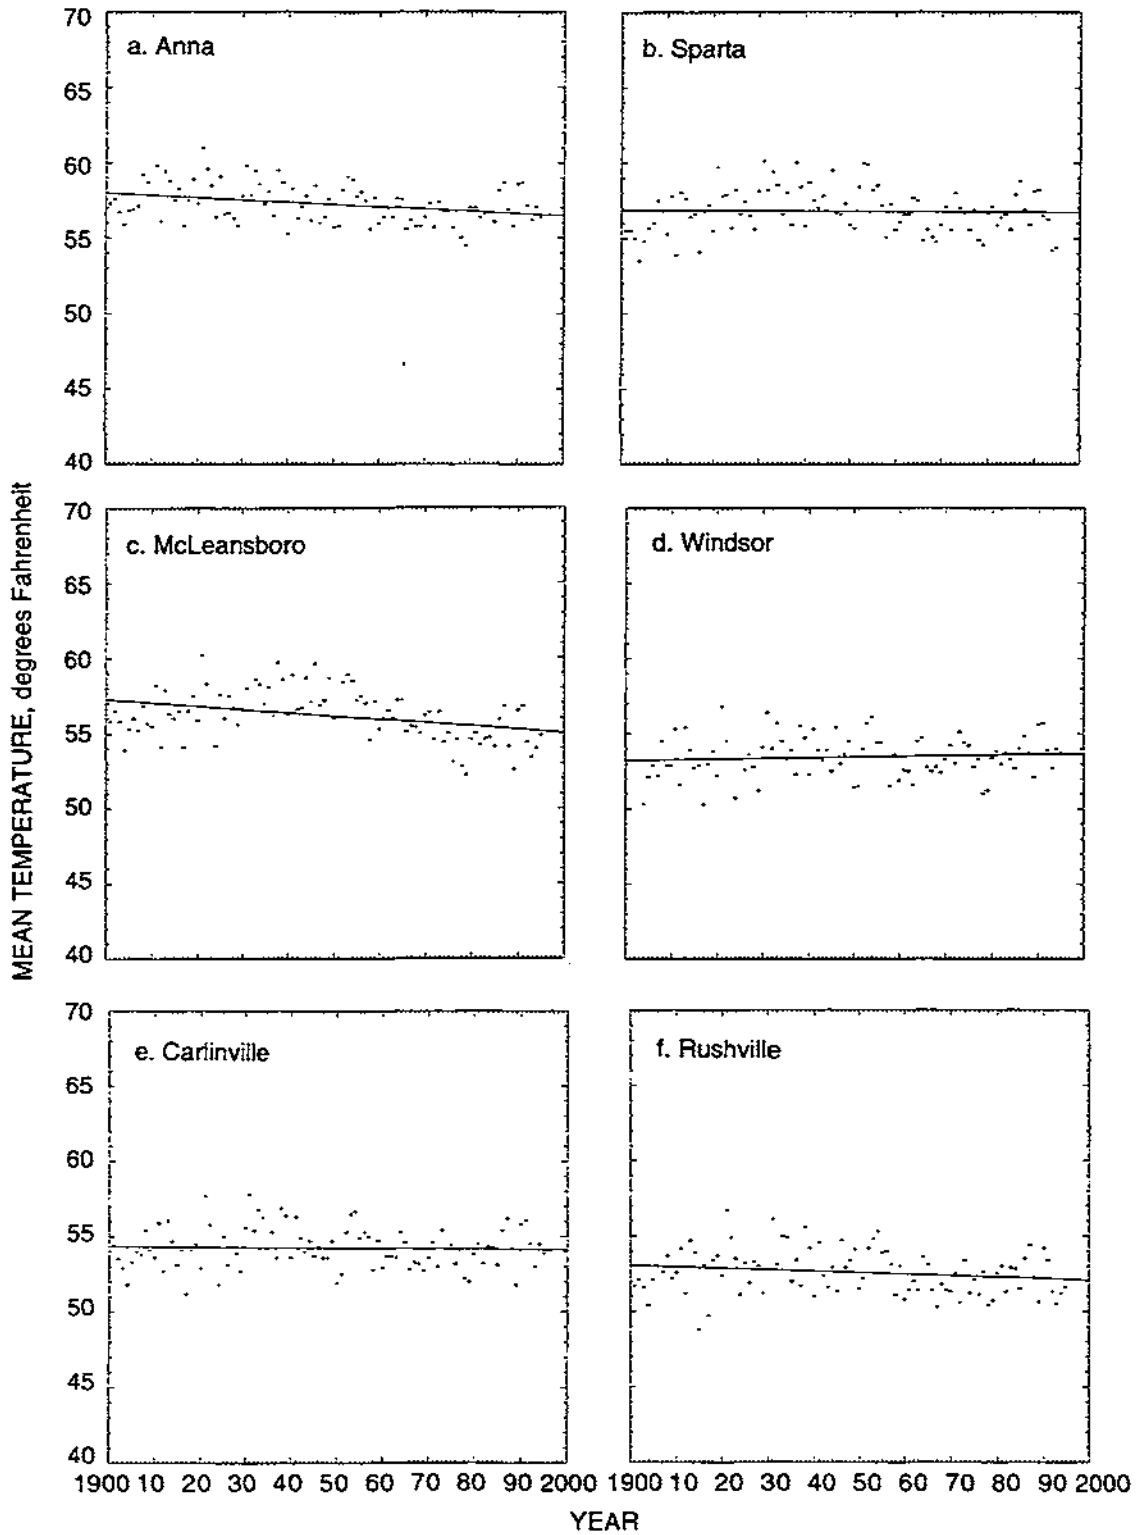 70
65
60
55
50
45
40
a. Anna
b. Sparta
MEAN TEMPERATURE, degrees Fahrenheit
70
65
60
55
50
45
40
c. McLeansboro
d. Windsor
70
65
60
55
50
45
40
e. Carlinville
f. Rushville
1900 10 20 30 40 50 60 70 80 90 2000
1900 10 20 30 40 50 60 70 80 90 2000
YEAR